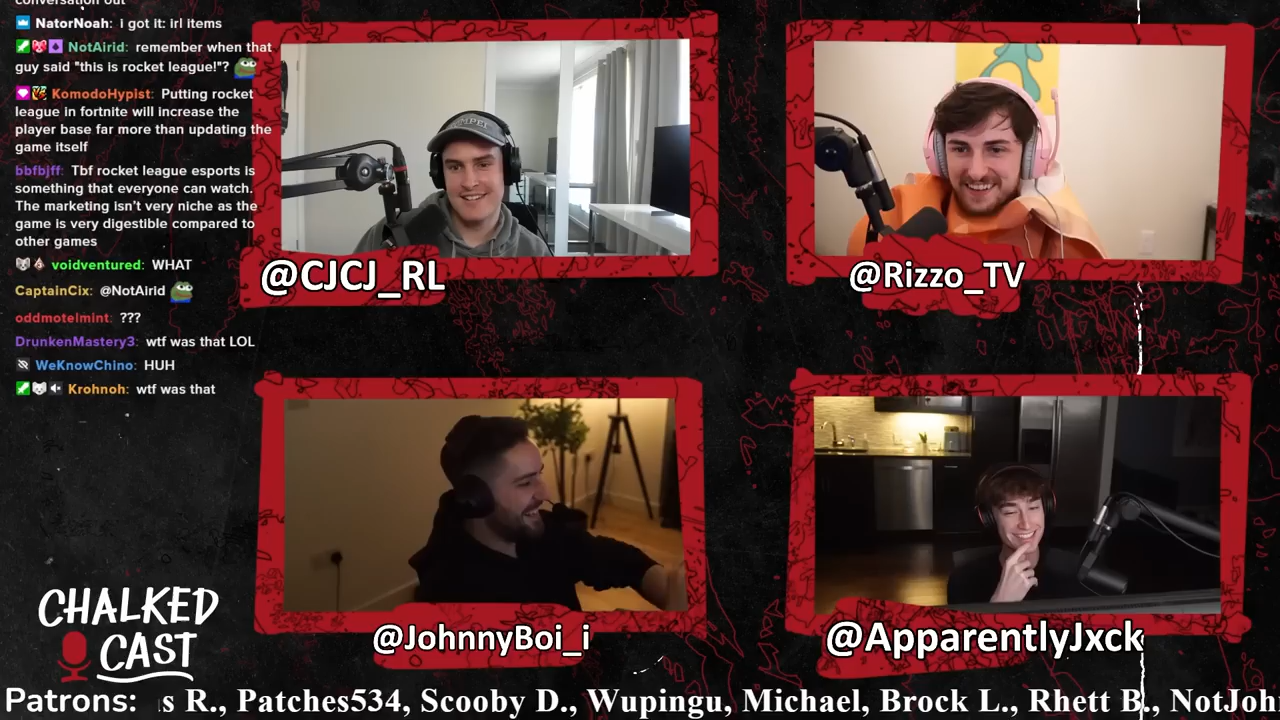 conversation out
NatorNoah: i got it: irl items
NotAirid: remember when that
guy said "this is rocket league!"?
KomodoHypist: Putting rocket
league in fortnite will increase the
player base far more than updating the
game itself
bbfbjff: Tbf rocket league esports is
something that everyone can watch.
The marketing isn't very niche as the
game is very digestible compared to
other games
voidventured: WHAT
CaptainCix: @NotAirid
oddmotelmint: ???
DrunkenMastery3: wtf was that LOL
WeKnowChino: HUH
Krohnoh: wtf was that
@CJCJ_RL
@Rizzo_TV
@JohnnyBoi_i
@ApparentlyJxck
CHALKED
CAST
Patrons: s R., Patches534, Scooby D., Wupingu, Michael, Brock L., Rhett B., NotJoh